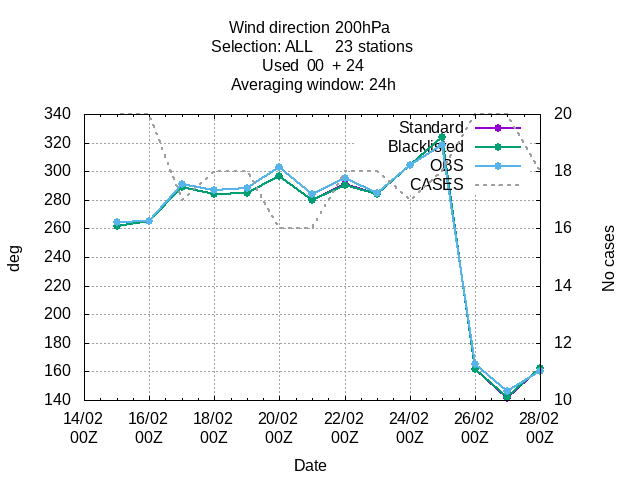 Wind direction 200hPa
Selection: ALL     23 stations
Used  00  + 24
Averaging window: 24h
340
320
300
280
260
240
220
200
180
160
140
20
18
16
14
12
10
deg
No cases
Standard
Blacklisted
OBS
CASES
14/02 16/02 18/02 20/02 22/02 24/02 26/02 28/02
00Z 00Z 00Z 00Z 00Z 00Z 00Z 00Z
Date